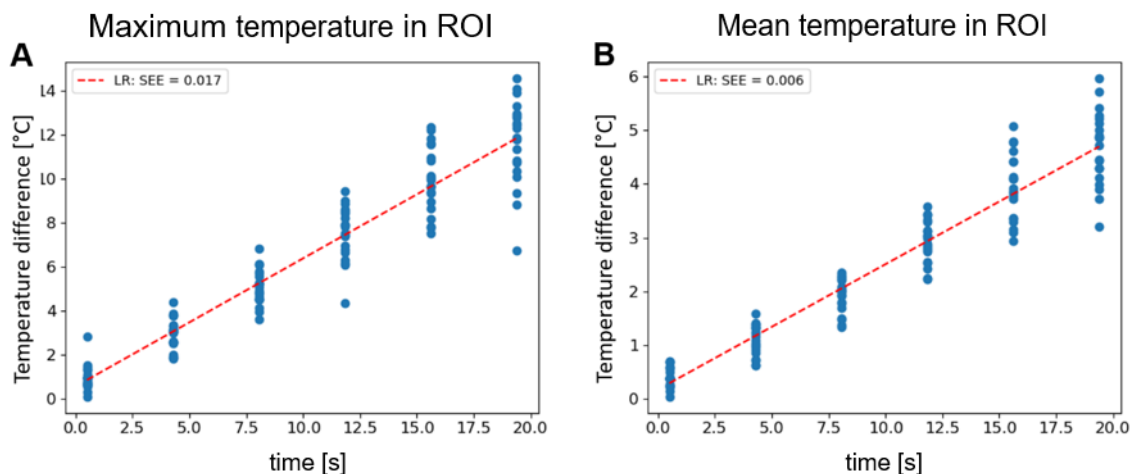 Maximum temperature in ROI
A
LR: SEE = 0.017
Temperature difference [°C]
14
12
10
8
6
4
2
0
0.0 2.5 5.0 7.5 10.0 12.5 15.0 17.5 20.0
time [s]
Mean temperature in ROI
B
LR: SEE = 0.006
Temperature difference [°C]
6
5
4
3
2
1
0
0.0 2.5 5.0 7.5 10.0 12.5 15.0 17.5 20.0
time [s]